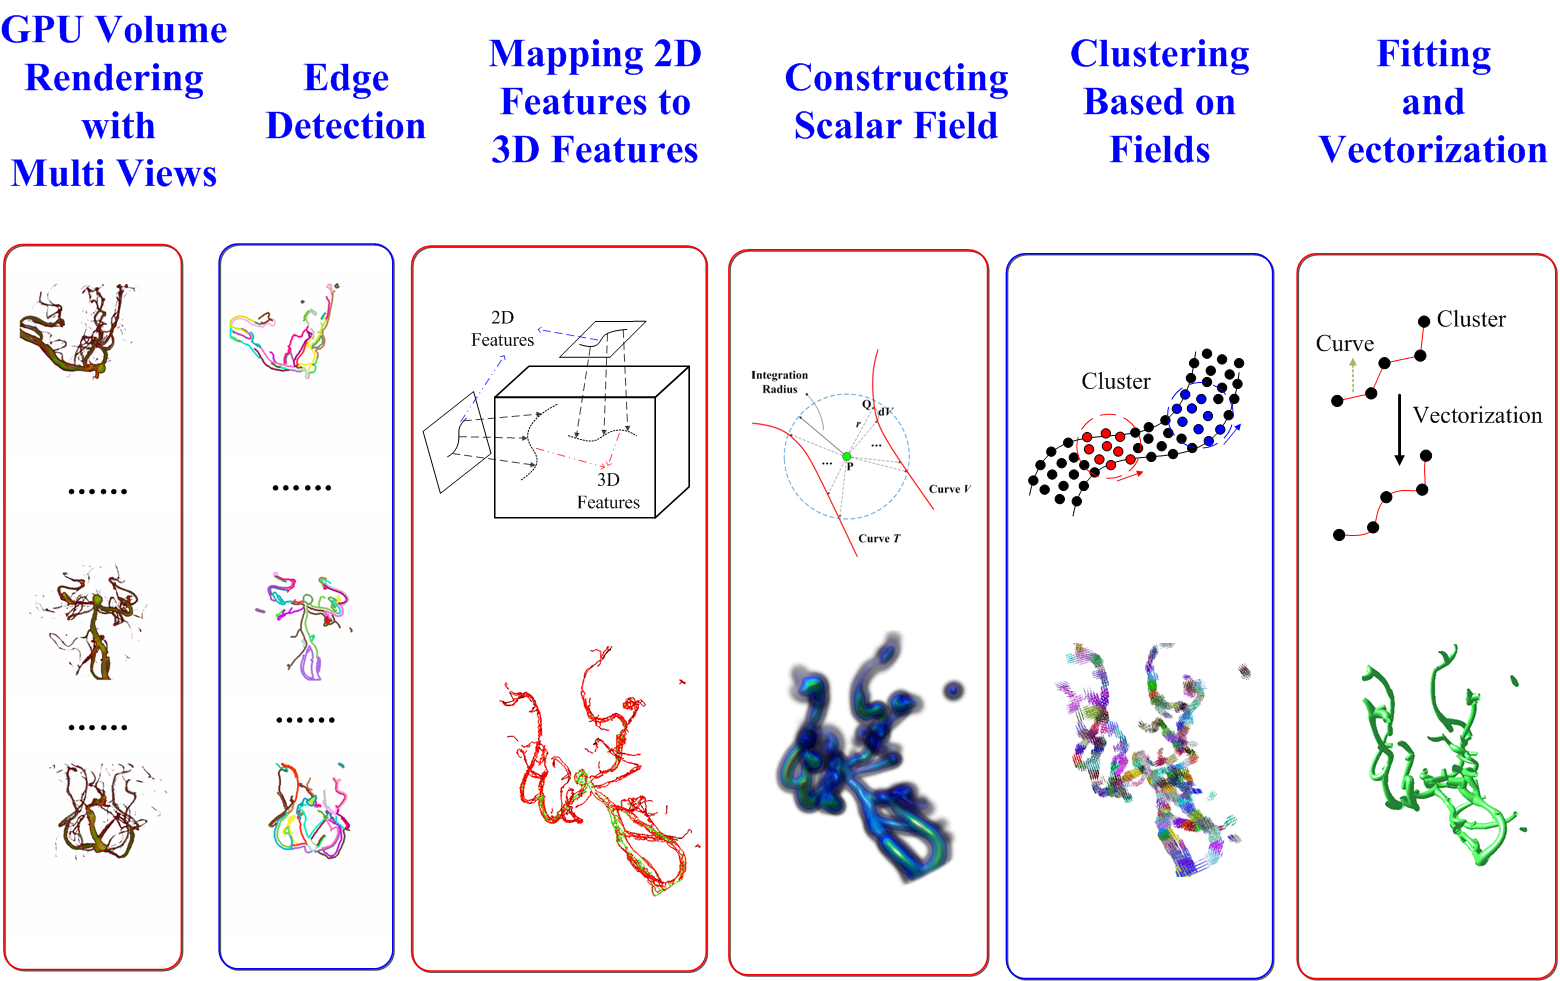 GPU Volume
Rendering
with
Multi Views
Edge
Detection
Mapping 2D
Features to
3D Features
Constructing
Scalar Field
Clustering
Based on
Fields
Fitting
and
Vectorization
......
......
......
......
2D
Features
3D
Features
Integration
Radius
Q
dV
r
...
...
P
Curve V
Curve T
Cluster
Cluster
Curve
Vectorization